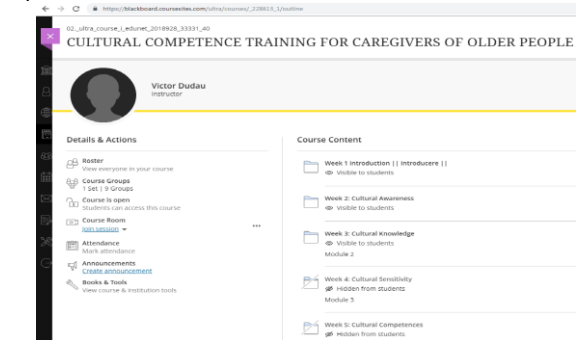 https://blackboard.coursesites.com/ultra/courses/_228623_1/outline
02._ultra_course_i_edunet_2018928_33331_40
CULTURAL COMPETENCE TRAINING FOR CAREGIVERS OF OLDER PEOPLE
Victor Dudau
Instructor
Details & Actions
Roster
View everyone in your course
Course Groups
1 Set | 9 Groups
Course is open
Students can access this course
Course Room
Join session
Attendance
Mark attendance
Announcements
Create announcement
Books & Tools
View course & institution tools
Course Content
Week 1 Introduction || Introducere ||
Visible to students
Week 2: Cultural Awareness
Visible to students
Week 3: Cultural Knowledge
Visible to students
Module 2
Week 4: Cultural Sensitivity
Hidden from students
Module 3
Week 5: Cultural Competences
Hidden from students